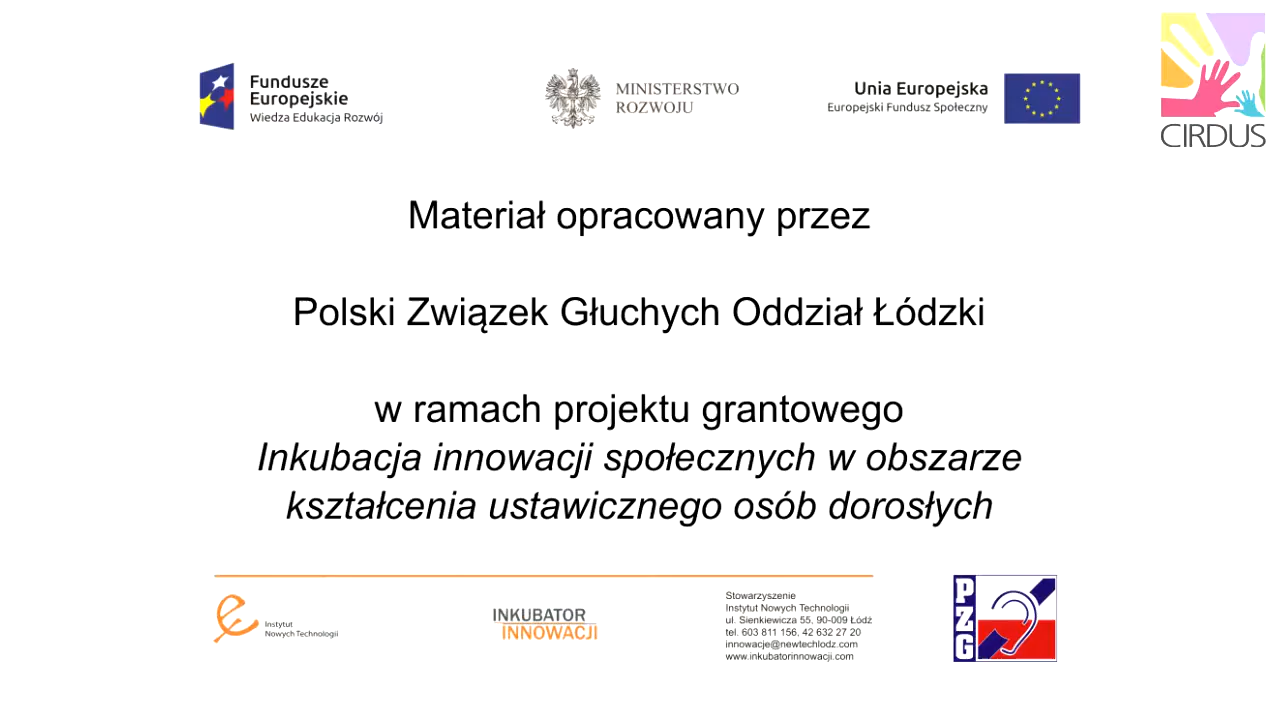 Fundusze
Europejskie
Wiedza Edukacja Rozwój
MINISTERSTWO
ROZWOJU
Unia Europejska
Europejski Fundusz Społeczny
CIRDUS
Materiał opracowany przez
Polski Związek Głuchych Oddział Łódzki
w ramach projektu grantowego
Inkubacja innowacji społecznych w obszarze
kształcenia ustawicznego osób dorosłych
Instytut
Nowych Technologii
INKUBATOR
INNOWACJI
Stowarzyszenie
Instytut Nowych Technologii
ul. Sienkiewicza 55, 90-009 Łódź
tel. 603 811 156, 42 632 27 20
innowacje@newtechlodz.com
www.inkubatorinnowacji.com
PZG